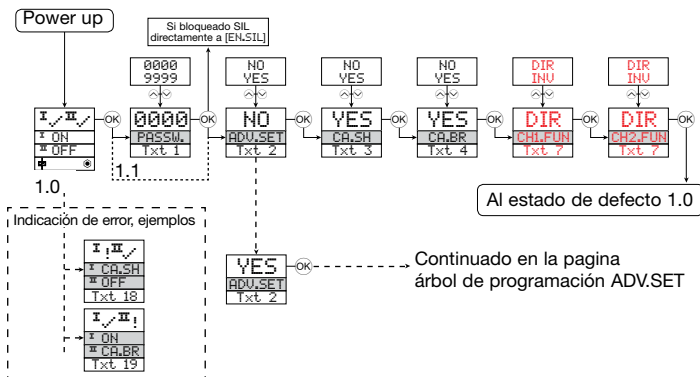 Power up
Si bloqueado SIL
directamente a [EN.SIL]
0000
9999
NO
YES
NO
YES
NO
YES
DIR
INV
DIR
INV
I / II /
I ON
II OFF
OK
0000
PASSW.
Txt 1
OK
NO
ADV.SET
Txt 2
OK
YES
CA.SH
Txt 3
OK
YES
CA.BR
Txt 4
OK
DIR
CH1.FUN
Txt 7
OK
DIR
CH2.FUN
Txt 7
OK
1.0
1.1
Al estado de defecto 1.0
Indicación de error, ejemplos
I ! II /
I CA.SH
II OFF
Txt 18
I / II !
I ON
II CA.BR
Txt 19
YES
ADV.SET
Txt 2
OK
Continuado en la pagina
árbol de programación ADV.SET